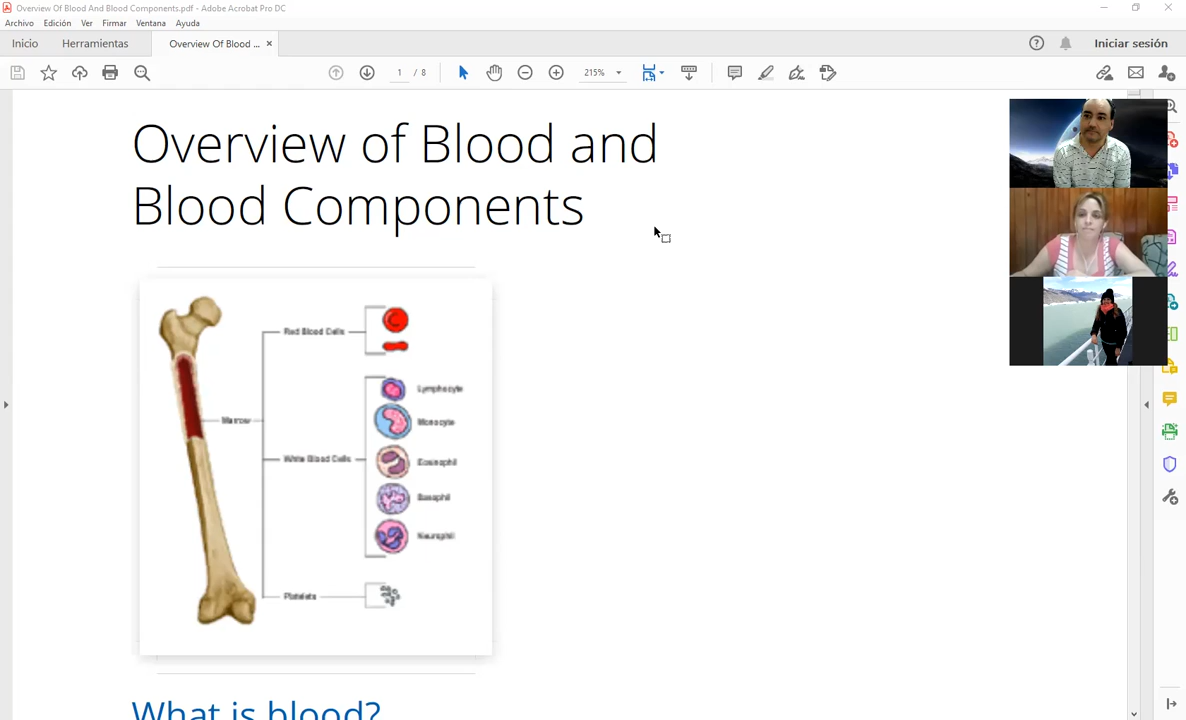 Overview Of Blood And Blood Components.pdf - Adobe Acrobat Pro DC
Archivo Edición Ver Firmar Ventana Ayuda
Inicio Herramientas Overview Of Blood ... × Iniciar sesión
1 / 8 215%
Overview of Blood and
Blood Components
Red Blood Cells
Lymphocyte
Marrow
Monocyte
White Blood Cells
Eosinophil
Basophil
Platelets
What is blood?